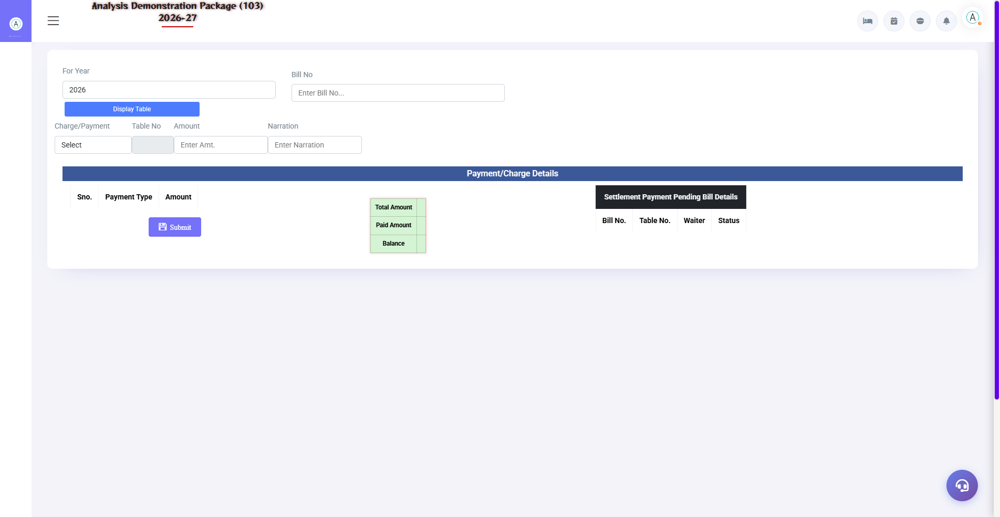 Analysis Demonstration Package (103)
2026-27
A
A
For Year
Bill No
2026
Enter Bill No...
Display Table
Charge/Payment Table No Amount Narration
Select Enter Amt. Enter Narration
Payment/Charge Details
Sno. Payment Type Amount
Submit
Total Amount
Paid Amount
Balance
Settlement Payment Pending Bill Details
Bill No. Table No. Waiter Status